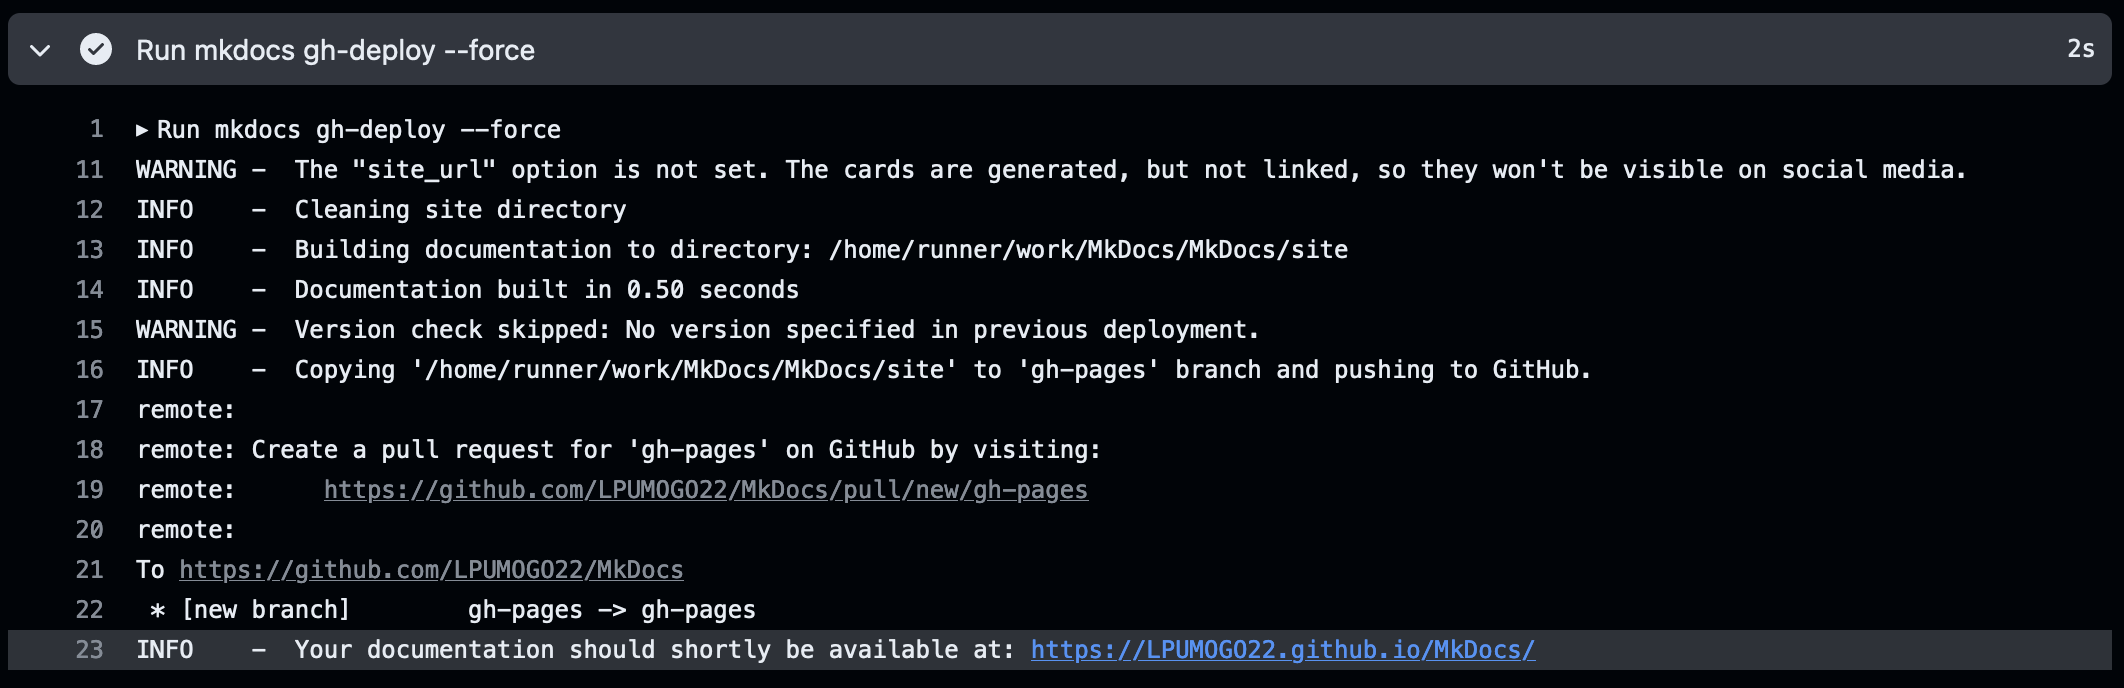 Run mkdocs gh-deploy --force 2s
1 ▶ Run mkdocs gh-deploy --force
11 WARNING -  The "site_url" option is not set. The cards are generated, but not linked, so they won't be visible on social media.
12 INFO    -  Cleaning site directory
13 INFO    -  Building documentation to directory: /home/runner/work/MkDocs/MkDocs/site
14 INFO    -  Documentation built in 0.50 seconds
15 WARNING -  Version check skipped: No version specified in previous deployment.
16 INFO    -  Copying '/home/runner/work/MkDocs/MkDocs/site' to 'gh-pages' branch and pushing to GitHub.
17 remote:
18 remote: Create a pull request for 'gh-pages' on GitHub by visiting:
19 remote:      https://github.com/LPUMOGO22/MkDocs/pull/new/gh-pages
20 remote:
21 To https://github.com/LPUMOGO22/MkDocs
22  * [new branch]        gh-pages -> gh-pages
23 INFO    -  Your documentation should shortly be available at: https://LPUMOGO22.github.io/MkDocs/